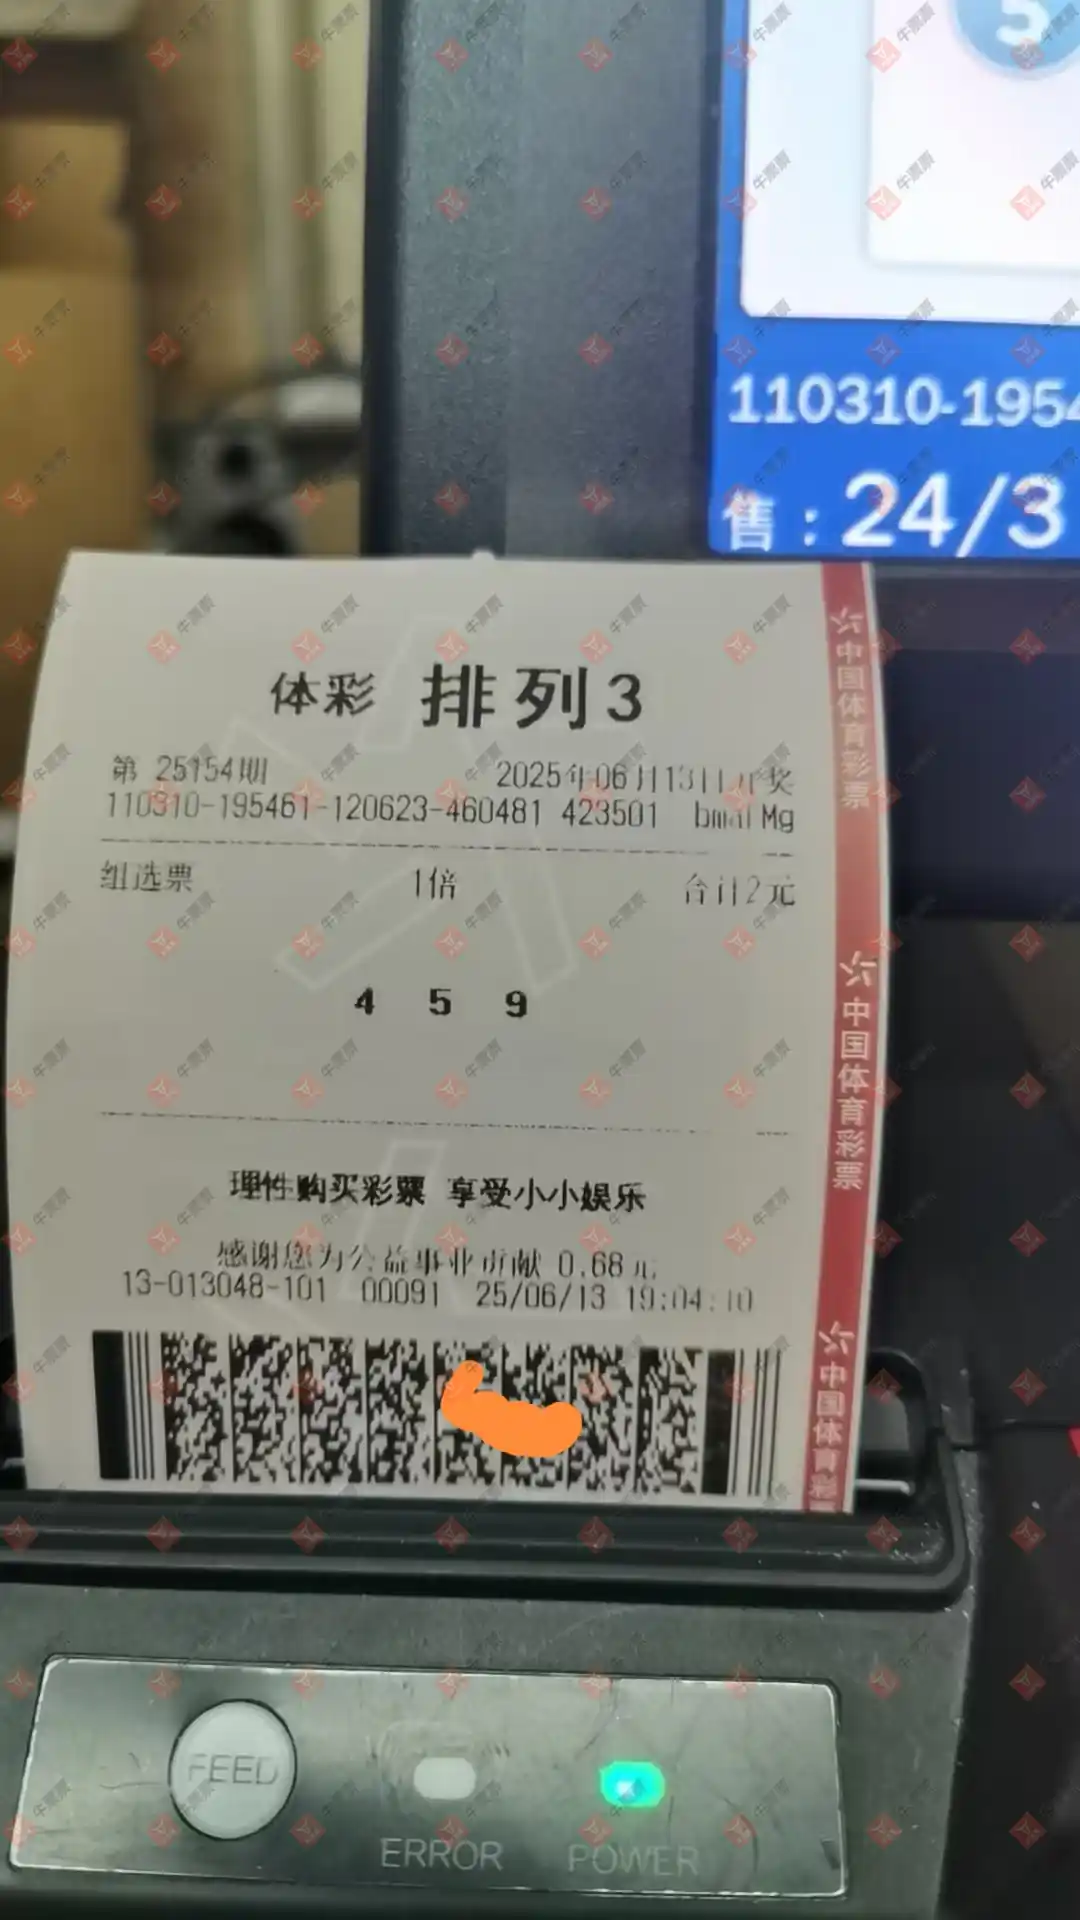 5
110310-1954
售：24/3
体彩 排列3
第 25154期 2025年06月13日开奖
110310-195461-120623-460481 423501 bmaiMg
组选票 1倍 合计2元
4 5 9
理性购买彩票 享受小小娱乐
感谢您为公益事业贡献 0.68元
13-013048-101 00091 25/06/13 19:04:10
中国体育彩票
中国体育彩票
中国体育彩票
FEED
ERROR
POWER
牛票票